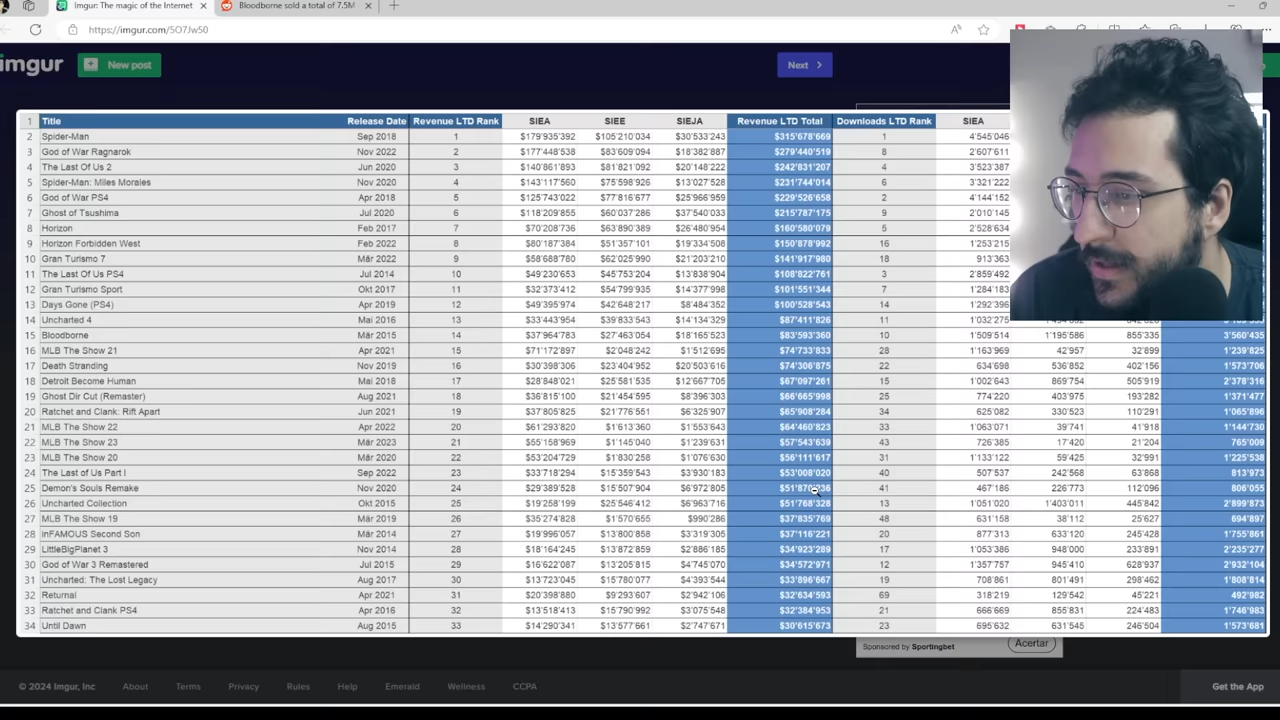 Imgur: The magic of the Internet
Bloodborne sold a total of 7.5M
https://imgur.com/5O7Jw50
imgur
New post
Next
1 Title Release Date Revenue LTD Rank SIEA SIEE SIEJA Revenue LTD Total Downloads LTD Rank SIEA
2 Spider-Man Sep 2018 1 $179'935'392 $105'210'034 $30'533'243 $315'678'669 1 4'545'046
3 God of War Ragnarok Nov 2022 2 $177'448'538 $83'609'094 $18'382'887 $279'440'519 8 2'607'611
4 The Last Of Us 2 Jun 2020 3 $140'861'893 $81'821'092 $20'148'222 $242'831'207 4 3'523'387
5 Spider-Man: Miles Morales Nov 2020 4 $143'117'560 $75'598'926 $13'027'528 $231'744'014 6 3'321'222
6 God of War PS4 Apr 2018 5 $125'743'022 $77'816'677 $25'966'959 $229'526'658 2 4'144'152
7 Ghost of Tsushima Jul 2020 6 $118'209'855 $60'037'286 $37'540'033 $215'787'175 9 2'010'145
8 Horizon Feb 2017 7 $70'208'736 $63'890'389 $26'480'954 $160'580'079 5 2'528'634
9 Horizon Forbidden West Feb 2022 8 $80'187'384 $51'357'101 $19'334'508 $150'878'992 16 1'253'215
10 Gran Turismo 7 Mär 2022 9 $58'688'780 $62'025'990 $21'203'210 $141'917'980 18 913'363
11 The Last Of Us PS4 Jul 2014 10 $49'230'653 $45'753'204 $13'838'904 $108'822'761 3 2'859'492
12 Gran Turismo Sport Okt 2017 11 $32'373'412 $54'799'935 $14'377'998 $101'551'344 7 1'284'183
13 Days Gone (PS4) Apr 2019 12 $49'395'974 $42'648'217 $8'484'352 $100'528'543 14 1'292'396
14 Uncharted 4 Mai 2016 13 $33'443'954 $39'833'543 $14'134'329 $87'411'826 11 1'032'275
15 Bloodborne Mär 2015 14 $37'964'783 $27'463'054 $18'165'523 $83'593'360 10 1'509'514 1'195'586 855'335 3'560'435
16 MLB The Show 21 Apr 2021 15 $71'172'897 $2'048'242 $1'512'695 $74'733'833 28 1'163'969 42'957 32'899 1'239'825
17 Death Stranding Nov 2019 16 $30'398'306 $23'404'952 $20'503'616 $74'306'875 22 634'698 536'852 402'156 1'573'706
18 Detroit Become Human Mai 2018 17 $28'848'021 $25'581'535 $12'667'705 $67'097'261 15 1'002'643 869'754 505'919 2'378'316
19 Ghost Dir Cut (Remaster) Aug 2021 18 $36'815'100 $21'454'595 $8'396'303 $66'665'998 25 774'220 403'975 193'282 1'371'477
20 Ratchet and Clank: Rift Apart Jun 2021 19 $37'805'825 $21'776'551 $6'325'907 $65'908'284 34 625'082 330'523 110'291 1'065'896
21 MLB The Show 22 Apr 2022 20 $61'293'820 $1'613'360 $1'553'643 $64'460'823 33 1'063'071 39'741 41'918 1'144'730
22 MLB The Show 23 Mär 2023 21 $55'158'969 $1'145'040 $1'239'631 $57'543'639 43 726'385 17'420 21'204 765'009
23 MLB The Show 20 Mär 2020 22 $53'204'729 $1'830'258 $1'076'630 $56'111'617 31 1'133'122 59'425 32'991 1'225'538
24 The Last of Us Part I Sep 2022 23 $33'718'294 $15'359'543 $3'930'183 $53'008'020 40 507'537 242'568 63'868 813'973
25 Demon's Souls Remake Nov 2020 24 $29'389'528 $15'507'904 $6'972'805 41 467'186 226'773 112'096 806'055
26 Uncharted Collection Okt 2015 25 $19'258'199 $25'546'412 $6'963'716 $51'768'328 13 1'051'020 1'403'011 445'842 2'899'873
27 MLB The Show 19 Mär 2019 26 $35'274'828 $1'570'655 $990'286 $37'835'769 48 631'158 38'112 25'627 694'897
28 inFAMOUS Second Son Mär 2014 27 $19'996'057 $13'800'858 $3'319'305 $37'116'221 20 877'313 633'120 245'428 1'755'861
29 LittleBigPlanet 3 Nov 2014 28 $18'164'245 $13'872'859 $2'886'185 $34'923'289 17 1'053'386 948'000 233'891 2'235'277
30 God of War 3 Remastered Jul 2015 29 $16'622'087 $13'205'815 $4'745'070 $34'572'971 12 1'357'757 945'410 628'937 2'932'104
31 Uncharted: The Lost Legacy Aug 2017 30 $13'723'045 $15'780'077 $4'393'544 $33'896'667 19 708'861 801'491 298'462 1'808'814
32 Returnal Apr 2021 31 $20'398'880 $9'293'607 $2'942'106 $32'634'593 69 318'219 129'542 45'221 492'982
33 Ratchet and Clank PS4 Apr 2016 32 $13'518'413 $15'790'992 $3'075'548 $32'384'953 21 666'669 855'831 224'483 1'746'983
34 Until Dawn Aug 2015 33 $14'290'341 $13'577'661 $2'747'671 $30'615'673 23 695'632 631'545 246'504 1'573'681
Sponsored by Sportingbet
Acertar
© 2024 Imgur, Inc About Terms Privacy Rules Help Emerald Wellness CCPA
Get the App